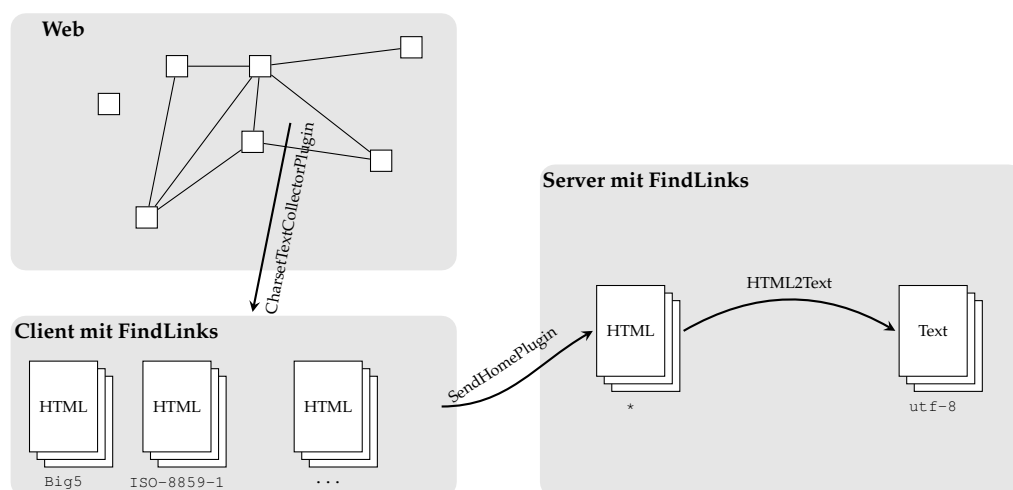 Web
CharsetTextCollectorPlugin
Client mit FindLinks
HTML
HTML
HTML
Big5
ISO-8859-1
...
SendHomePlugin
Server mit FindLinks
HTML2Text
HTML
Text
*
utf-8